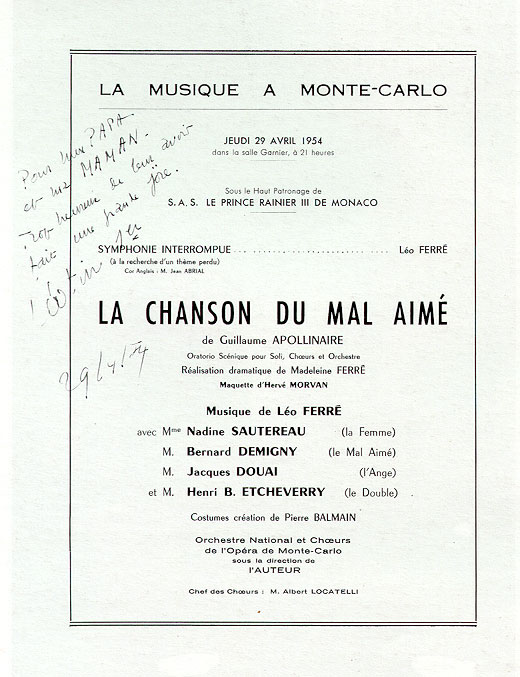 LA MUSIQUE A MONTE-CARLO
JEUDI 29 AVRIL 1954
dans la salle Garnier, à 21 heures
Sous le Haut Patronage de
S.A.S. LE PRINCE RAINIER III DE MONACO
Pour mon PAPA
et ma MAMAN.
Trop heureux de leur avoir
fait une grande joie.
29/4/54
SYMPHONIE INTERROMPUE .................................. Léo FERRÉ
(à la recherche d'un thème perdu)
Cor Anglais : M. Jean ABRIAL
LA CHANSON DU MAL AIMÉ
de Guillaume APOLLINAIRE
Oratorio Scénique pour Soli, Chœurs et Orchestre
Réalisation dramatique de Madeleine FERRÉ
Maquette d'Hervé MORVAN
Musique de Léo FERRÉ
avec Mme Nadine SAUTEREAU (la Femme)
M. Bernard DEMIGNY (le Mal Aimé)
M. Jacques DOUAI (l'Ange)
et M. Henri B. ETCHEVERRY (le Double)
Costumes création de Pierre BALMAIN
Orchestre National et Chœurs
de l'Opéra de Monte-Carlo
sous la direction de
l'AUTEUR
Chef des Chœurs : M. Albert LOCATELLI